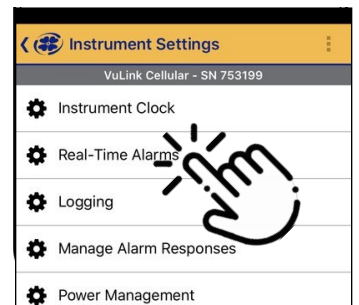 Instrument Settings
VuLink Cellular - SN 753199
Instrument Clock
Real-Time Alarms
Logging
Manage Alarm Responses
Power Management